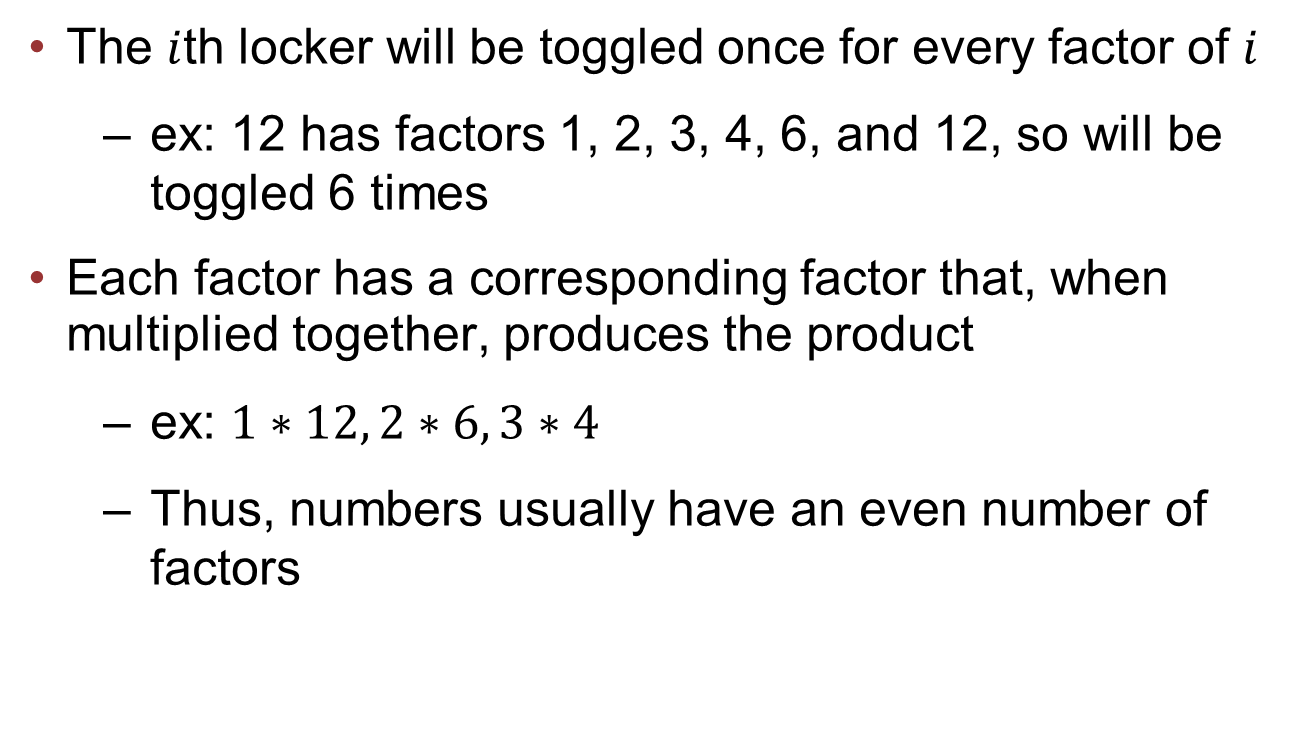 • The 𝑖th locker will be toggled once for every factor of 𝑖
– ex: 12 has factors 1, 2, 3, 4, 6, and 12, so will be
toggled 6 times
• Each factor has a corresponding factor that, when
multiplied together, produces the product
– ex: 1 ∗ 12, 2 ∗ 6, 3 ∗ 4
– Thus, numbers usually have an even number of
factors